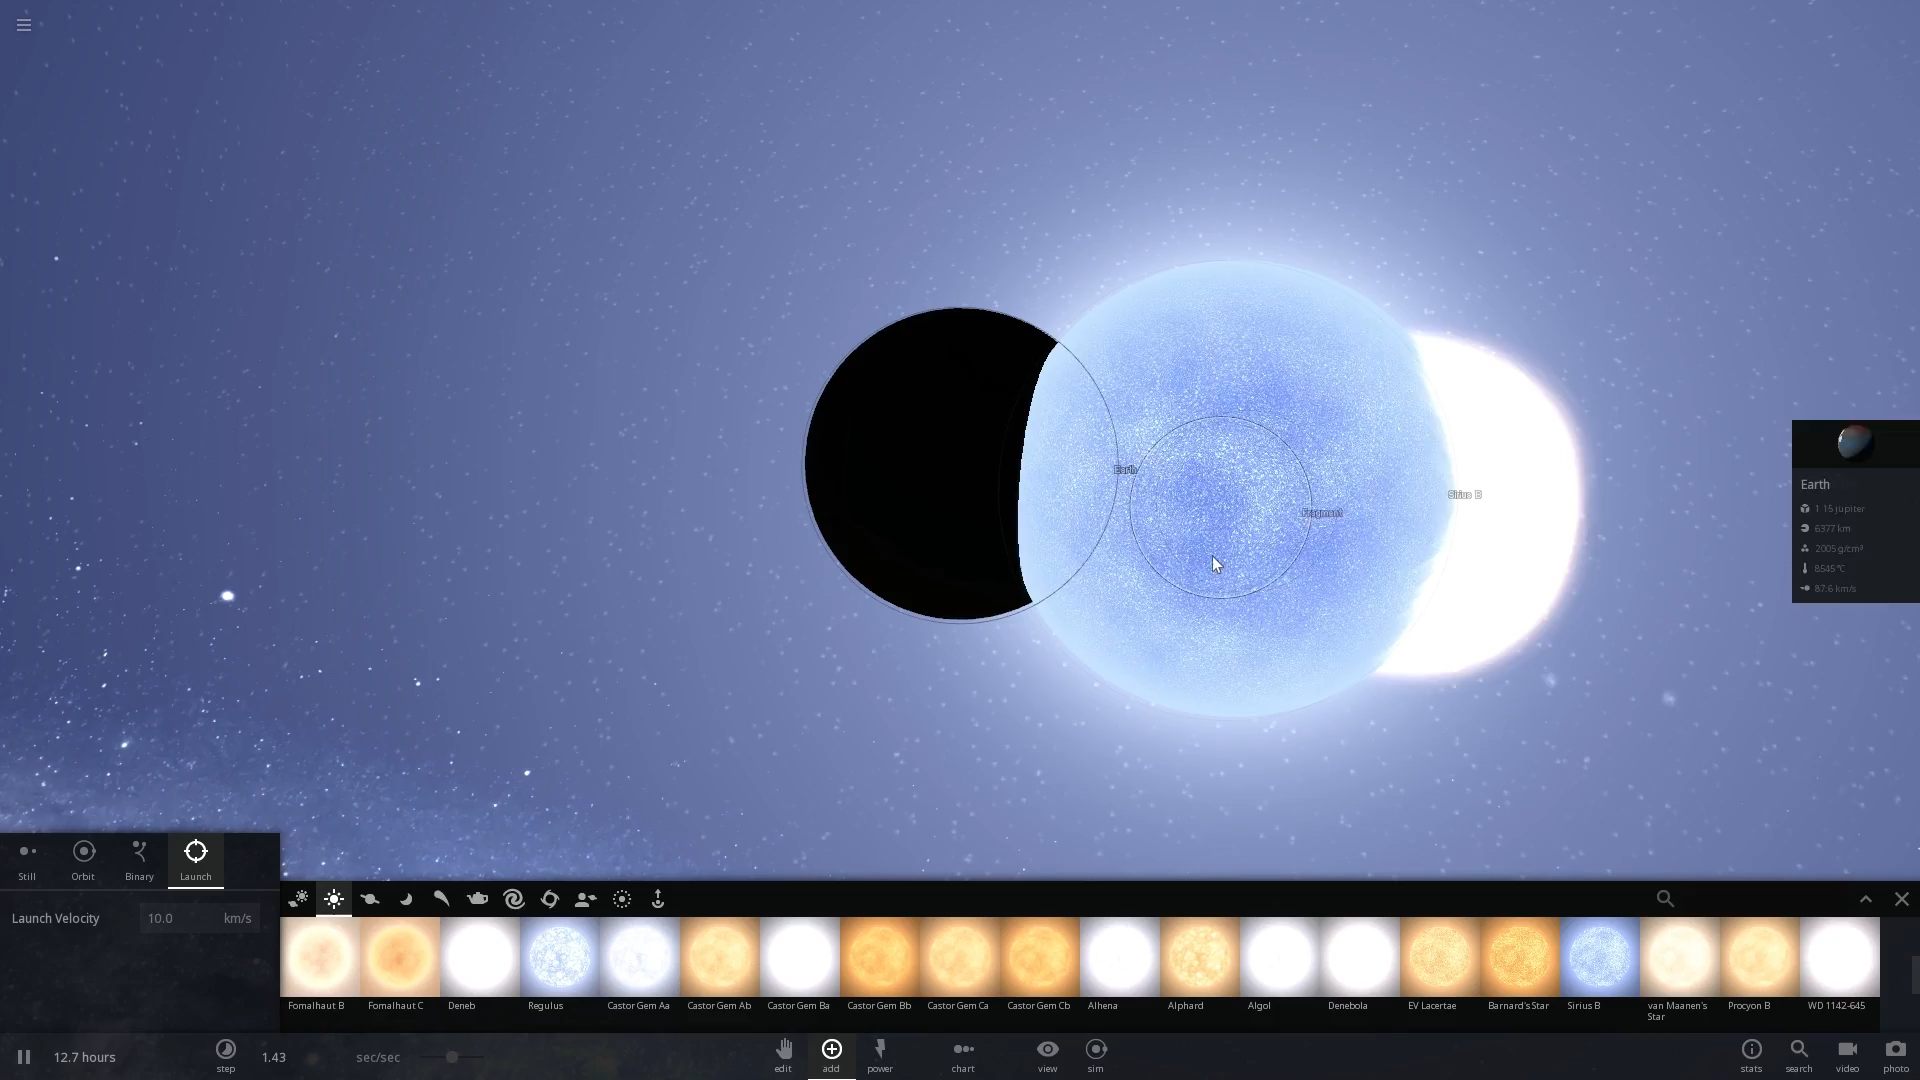 Earth
Sirius B
Fragment
Earth
1.15 Jupiter
6377 km
2005 g/cm³
8545 °C
87.6 km/s
Still
Orbit
Binary
Launch
Launch Velocity 10.0 km/s
Fomalhaut B
Fomalhaut C
Deneb
Regulus
Castor Gem Aa
Castor Gem Ab
Castor Gem Ba
Castor Gem Bb
Castor Gem Ca
Castor Gem Cb
Alhena
Alphard
Algol
Denebola
EV Lacertae
Barnard's Star
Sirius B
van Maanen's
Star
Procyon B
WD 1142-645
12.7 hours
step
1.43 sec/sec
edit
add
power
chart
view
sim
stats
search
video
photo